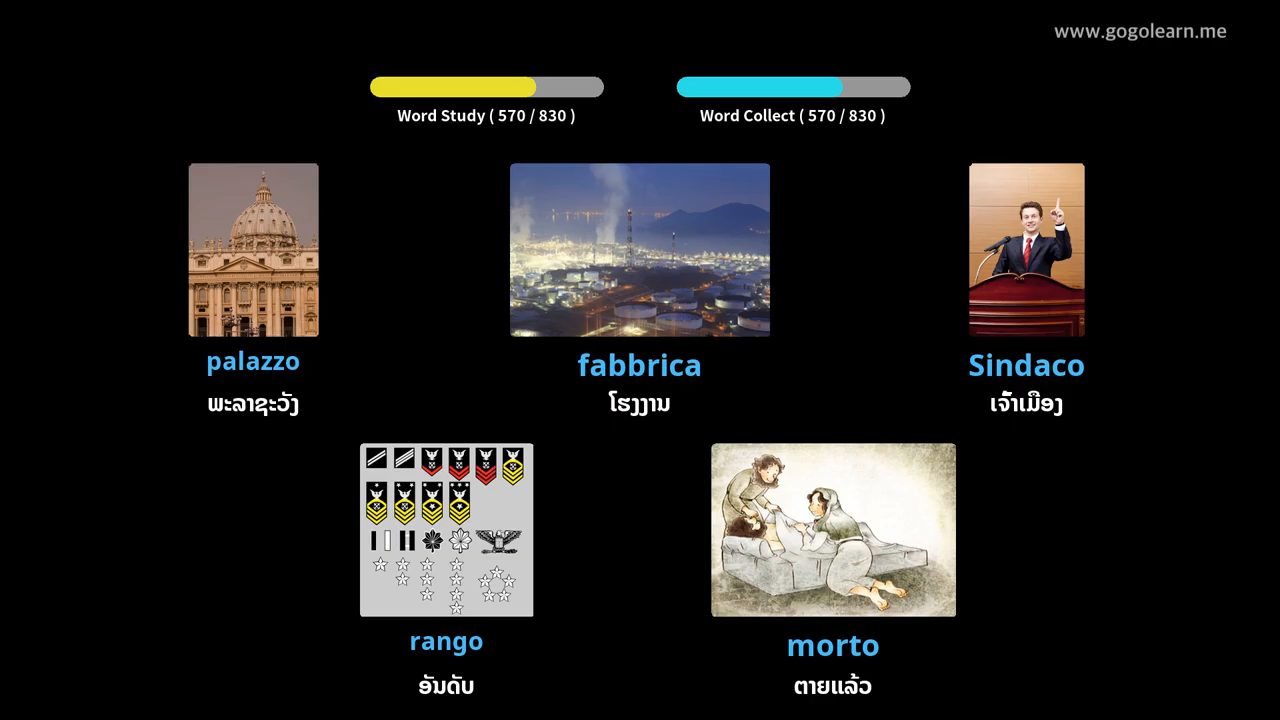 www.gogolearn.me
Word Study ( 570 / 830 )
Word Collect ( 570 / 830 )
palazzo
ພະລາຊະວັງ
fabbrica
ໂຮງງານ
Sindaco
ເຈົ້າເມືອງ
rango
ອັນດັບ
morto
ຕາຍແລ້ວ